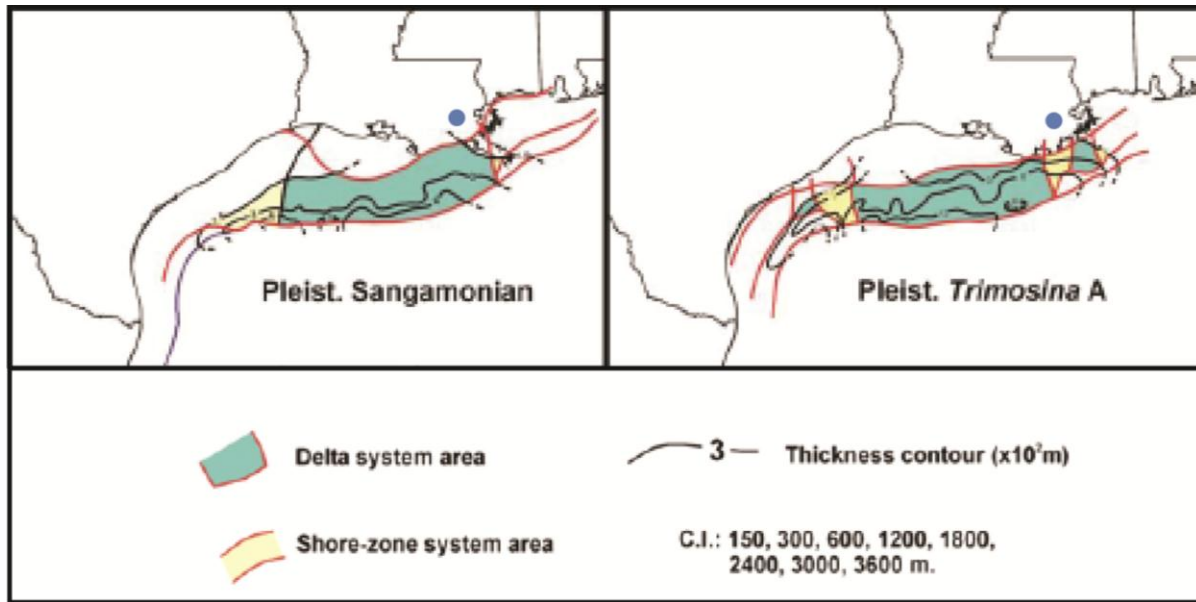 Pleist. Sangamonian
Pleist. Trimosina A
Delta system area
3 Thickness contour (x10²m)
Shore-zone system area
C.I.: 150, 300, 600, 1200, 1800,
2400, 3000, 3600 m.